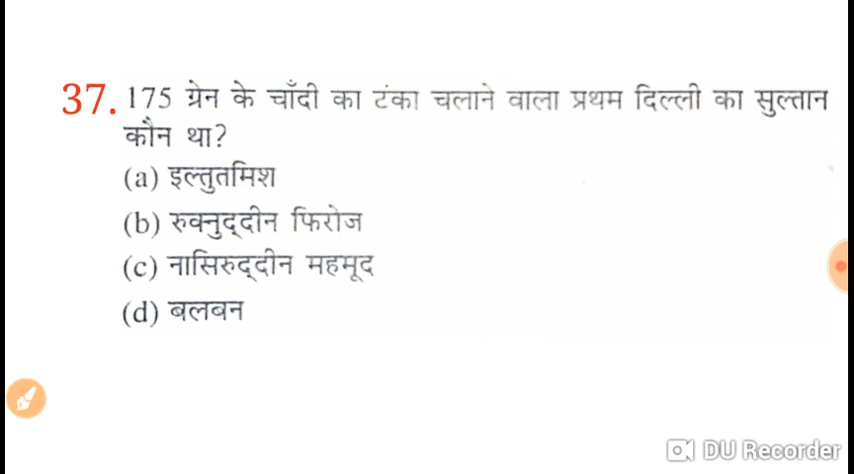 37. 175 ग्रेन के चाँदी का टंका चलाने वाला प्रथम दिल्ली का सुल्तान
कौन था?
(a) इल्तुतमिश
(b) रुक्नुद्दीन फिरोज
(c) नासिरुद्दीन महमूद
(d) बलबन
DU Recorder